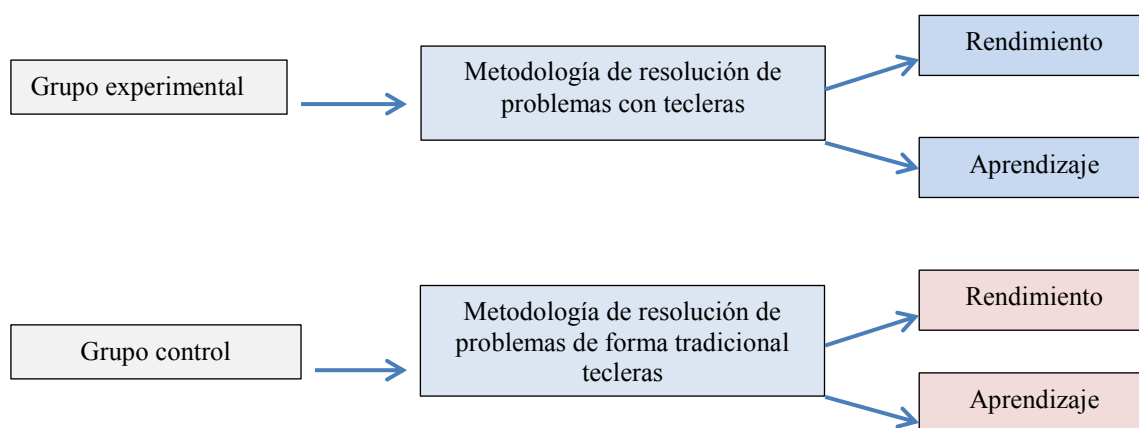 Rendimiento
Grupo experimental
Metodología de resolución de
problemas con tecleras
Aprendizaje
Rendimiento
Grupo control
Metodología de resolución de
problemas de forma tradicional
tecleras
Aprendizaje